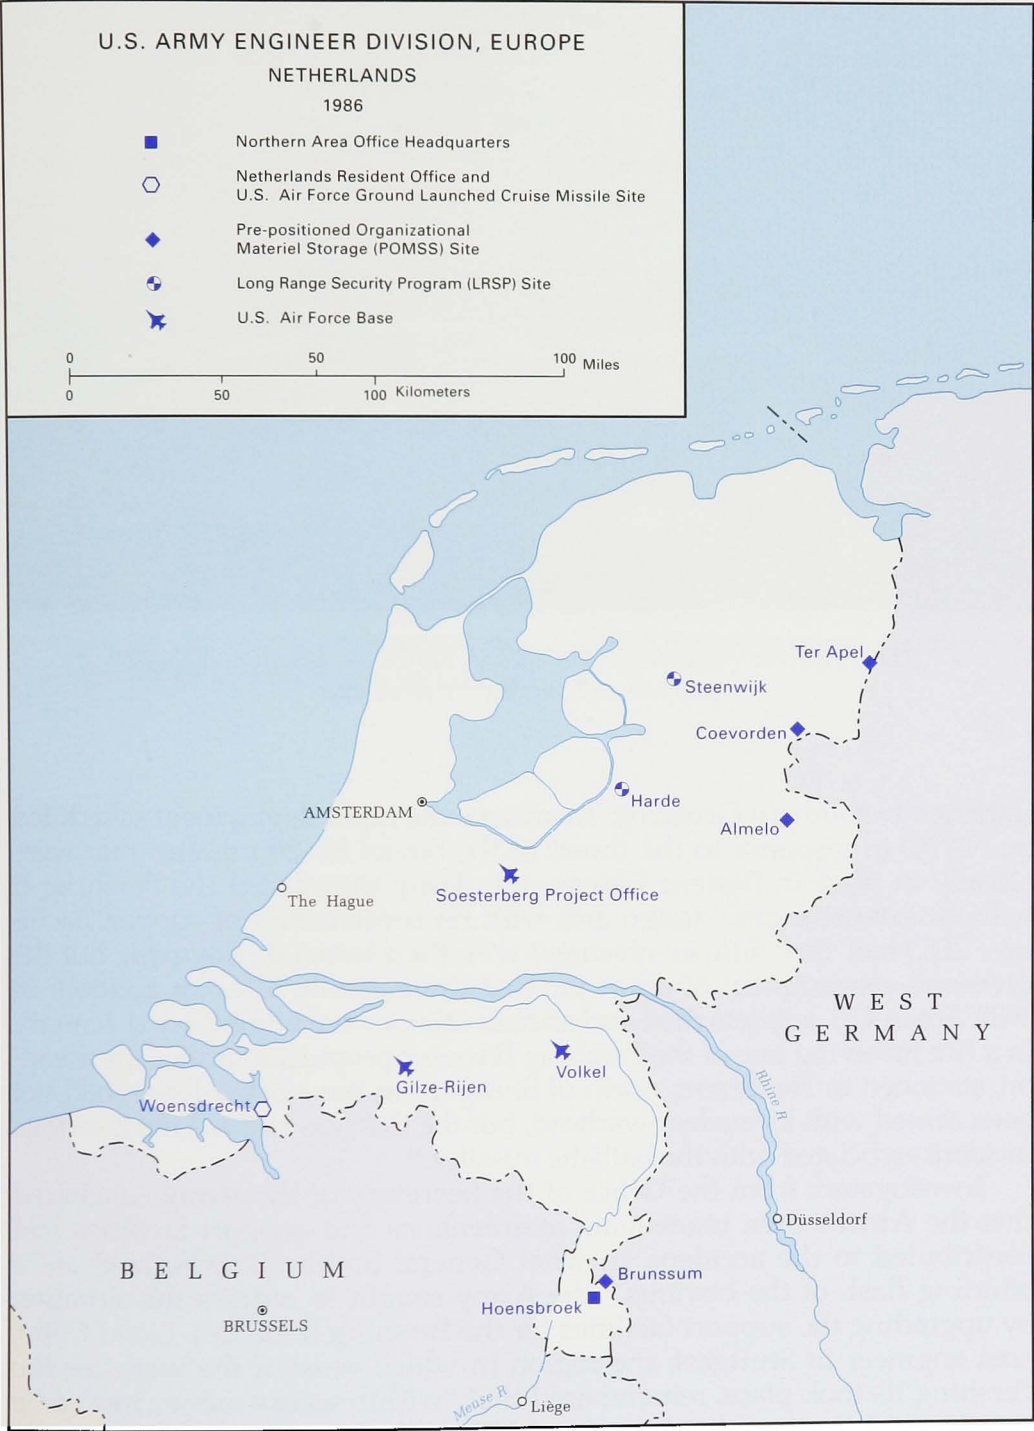 U.S. ARMY ENGINEER DIVISION, EUROPE
NETHERLANDS
1986
Northern Area Office Headquarters
Netherlands Resident Office and
U.S. Air Force Ground Launched Cruise Missile Site
Pre-positioned Organizational
Materiel Storage (POMSS) Site
Long Range Security Program (LRSP) Site
U.S. Air Force Base
0 50 100 Miles
0 50 100 Kilometers
Ter Apel
Steenwijk
Coevorden
Harde
AMSTERDAM
Almelo
Soesterberg Project Office
The Hague
WEST
GERMANY
Volkel
Gilze-Rijen
Rhine R
Woensdrecht
Düsseldorf
BELGIUM
Brunssum
Hoensbroek
BRUSSELS
Meuse R
Liège